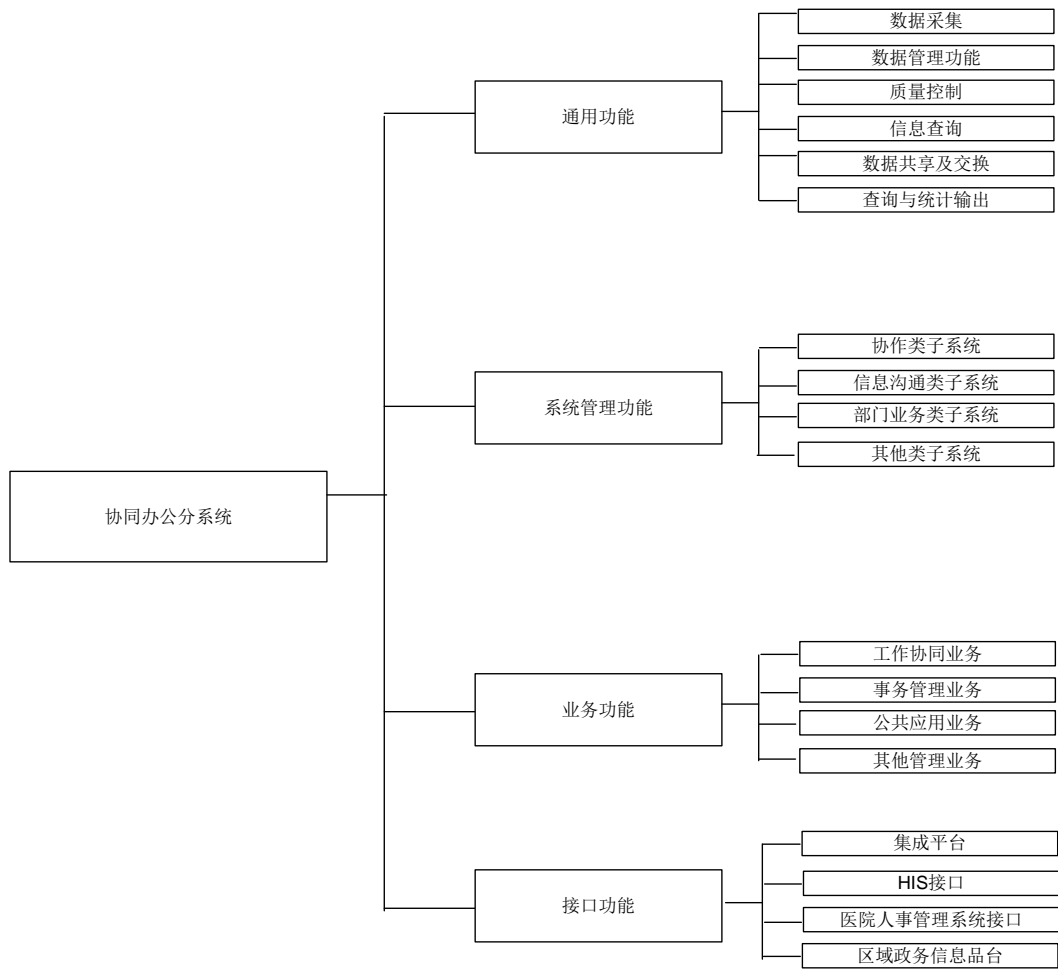 协同办公分系统
通用功能
数据采集
数据管理功能
质量控制
信息查询
数据共享及交换
查询与统计输出
系统管理功能
协作类子系统
信息沟通类子系统
部门业务类子系统
其他类子系统
业务功能
工作协同业务
事务管理业务
公共应用业务
其他管理业务
接口功能
集成平台
HIS接口
医院人事管理系统接口
区域政务信息品台